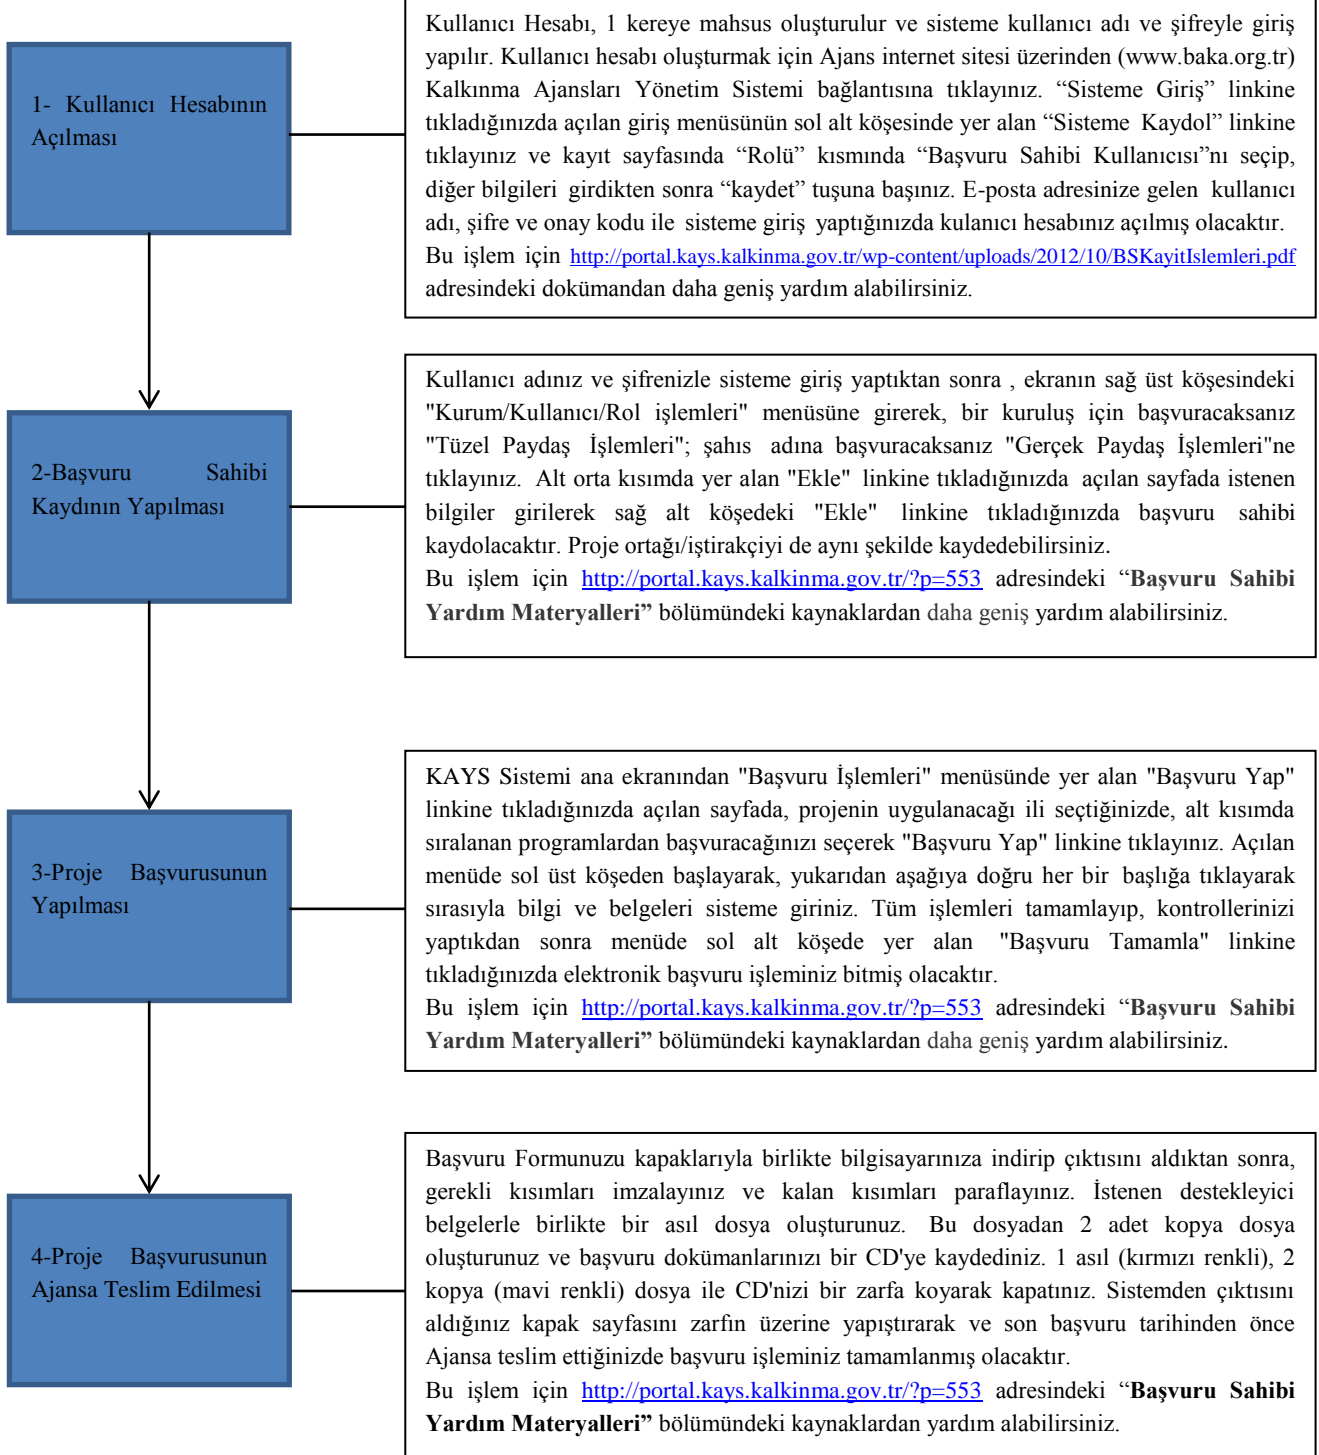 1- Kullanıcı Hesabının
Açılması
Kullanıcı Hesabı, 1 kereye mahsus oluşturulur ve sisteme kullanıcı adı ve şifreyle giriş
yapılır. Kullanıcı hesabı oluşturmak için Ajans internet sitesi üzerinden (www.baka.org.tr)
Kalkınma Ajansları Yönetim Sistemi bağlantısına tıklayınız. “Sisteme Giriş” linkine
tıkladığınızda açılan giriş menüsünün sol alt köşesinde yer alan “Sisteme Kaydol” linkine
tıklayınız ve kayıt sayfasında “Rolü” kısmında “Başvuru Sahibi Kullanıcısı”nı seçip,
diğer bilgileri girdikten sonra “kaydet” tuşuna başınız. E-posta adresinize gelen kullanıcı
adı, şifre ve onay kodu ile sisteme giriş yaptığınızda kulanıcı hesabınız açılmış olacaktır.
Bu işlem için http://portal.kays.kalkinma.gov.tr/wp-content/uploads/2012/10/BSKayitIslemleri.pdf
adresindeki dokümandan daha geniş yardım alabilirsiniz.
2-Başvuru Sahibi
Kaydının Yapılması
Kullanıcı adınız ve şifrenizle sisteme giriş yaptıktan sonra , ekranın sağ üst köşesindeki
"Kurum/Kullanıcı/Rol işlemleri" menüsüne girerek, bir kuruluş için başvuracaksanız
"Tüzel Paydaş İşlemleri"; şahıs adına başvuracaksanız "Gerçek Paydaş İşlemleri"ne
tıklayınız. Alt orta kısımda yer alan "Ekle" linkine tıkladığınızda açılan sayfada istenen
bilgiler girilerek sağ alt köşedeki "Ekle" linkine tıkladığınızda başvuru sahibi
kaydolacaktır. Proje ortağı/iştirakçiyi de aynı şekilde kaydedebilirsiniz.
Bu işlem için http://portal.kays.kalkinma.gov.tr/?p=553 adresindeki “Başvuru Sahibi
Yardım Materyalleri” bölümündeki kaynaklardan daha geniş yardım alabilirsiniz.
3-Proje Başvurusunun
Yapılması
KAYS Sistemi ana ekranından "Başvuru İşlemleri" menüsünde yer alan "Başvuru Yap"
linkine tıkladığınızda açılan sayfada, projenin uygulanacağı ili seçtiğinizde, alt kısımda
sıralanan programlardan başvuracağınızı seçerek "Başvuru Yap" linkine tıklayınız. Açılan
menüde sol üst köşeden başlayarak, yukarıdan aşağıya doğru her bir başlığa tıklayarak
sırasıyla bilgi ve belgeleri sisteme giriniz. Tüm işlemleri tamamlayıp, kontrollerinizi
yaptıkdan sonra menüde sol alt köşede yer alan "Başvuru Tamamla" linkine
tıkladığınızda elektronik başvuru işleminiz bitmiş olacaktır.
Bu işlem için http://portal.kays.kalkinma.gov.tr/?p=553 adresindeki “Başvuru Sahibi
Yardım Materyalleri” bölümündeki kaynaklardan daha geniş yardım alabilirsiniz.
4-Proje Başvurusunun
Ajansa Teslim Edilmesi
Başvuru Formunuzu kapaklarıyla birlikte bilgisayarınıza indirip çıktısını aldıktan sonra,
gerekli kısımları imzalayınız ve kalan kısımları paraflayınız. İstenen destekleyici
belgelerle birlikte bir asıl dosya oluşturunuz. Bu dosyadan 2 adet kopya dosya
oluşturunuz ve başvuru dokümanlarınızı bir CD'ye kaydediniz. 1 asıl (kırmızı renkli), 2
kopya (mavi renkli) dosya ile CD'nizi bir zarfa koyarak kapatınız. Sistemden çıktısını
aldığınız kapak sayfasını zarfın üzerine yapıştırarak ve son başvuru tarihinden önce
Ajansa teslim ettiğinizde başvuru işleminiz tamamlanmış olacaktır.
Bu işlem için http://portal.kays.kalkinma.gov.tr/?p=553 adresindeki “Başvuru Sahibi
Yardım Materyalleri” bölümündeki kaynaklardan yardım alabilirsiniz.